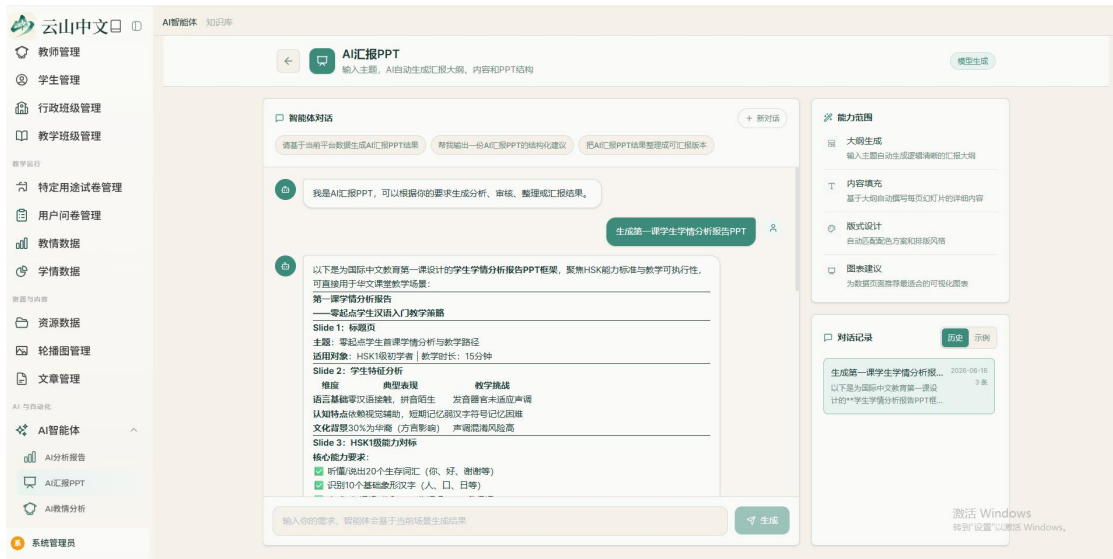 云山中文
教师管理
学生管理
行政班级管理
教学班级管理
教学运行
特定用途试卷管理
用户问卷管理
教情数据
学情数据
资源与内容
资源数据
轮播图管理
文章管理
AI 与自动化
AI智能体
AI分析报告
AI汇报PPT
AI教情分析
系统管理员
AI智能体 知识库
AI汇报PPT
输入主题，AI自动生成汇报大纲、内容和PPT结构
模型生成
智能体对话
+ 新对话
请基于当前平台数据生成AI汇报PPT结果
帮我输出一份AI汇报PPT的结构化建议
把AI汇报PPT结果整理成可汇报版本
我是AI汇报PPT，可以根据你的要求生成分析、审核、整理或汇报结果。
生成第一课学生学情分析报告PPT
以下是为国际中文教育第一课设计的学生学情分析报告PPT框架，聚焦HSK能力标准与教学可执行性，
可直接用于华文课堂教学场景：
第一课学情分析报告
——零起点学生汉语入门教学策略
Slide 1：标题页
主题：零起点学生首课学情分析与教学路径
适用对象：HSK1级初学者 | 教学时长：15分钟
Slide 2：学生特征分析
维度 典型表现 教学挑战
语言基础零汉语接触，拼音陌生 发音器官未适应声调
认知特点依赖视觉辅助，短期记忆弱汉字符号记忆困难
文化背景30%为华裔（方言影响） 声调混淆风险高
Slide 3：HSK1级能力对标
核心能力要求：
✅ 听懂/说出20个生存词汇（你、好、谢谢等）
✅ 识别10个基础象形汉字（人、口、日等）
输入你的需求，智能体会基于当前场景生成结果
生成
能力范围
大纲生成
输入主题自动生成逻辑清晰的汇报大纲
内容填充
基于大纲自动撰写每页幻灯片的详细内容
版式设计
自动匹配配色方案和排版风格
图表建议
为数据页面推荐最适合的可视化图表
对话记录
历史 示例
生成第一课学生学情分析报... 2026-06-16
以下是为国际中文教育第一课设 3 条
计的**学生学情分析报告PPT框...
激活 Windows
转到"设置"以激活 Windows。